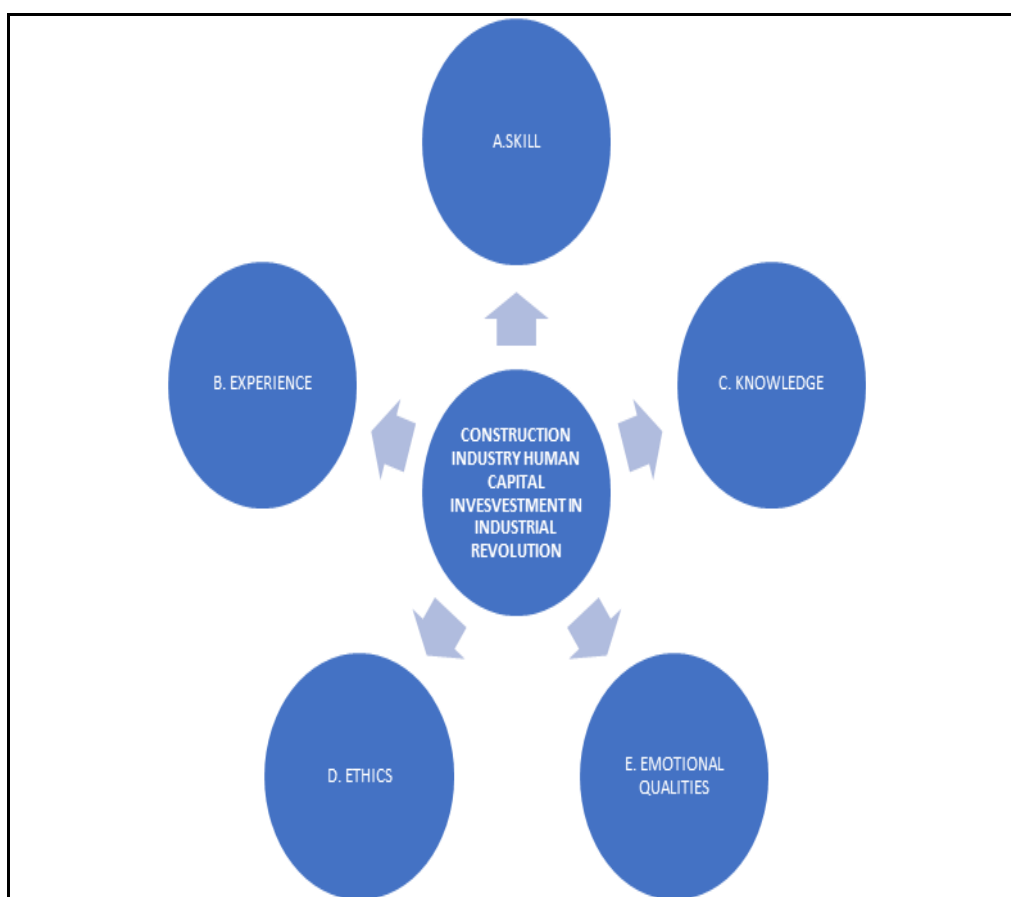 A.SKILL
B. EXPERIENCE
C. KNOWLEDGE
CONSTRUCTION
INDUSTRY HUMAN
CAPITAL
INVESVESTMENT IN
INDUSTRIAL
REVOLUTION
D. ETHICS
E. EMOTIONAL
QUALITIES